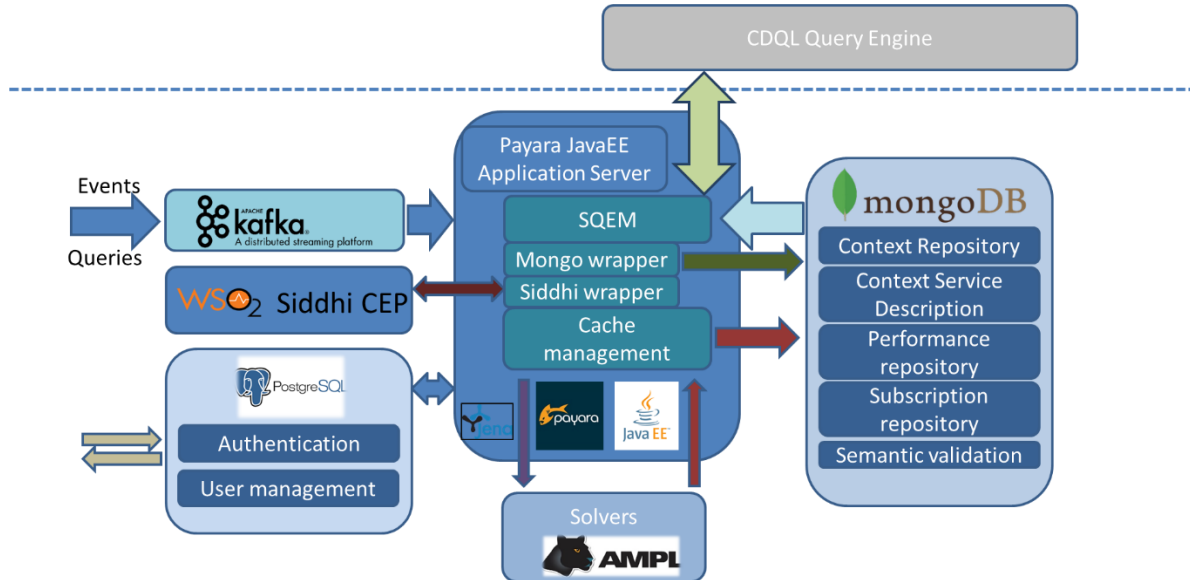 CDQL Query Engine
Payara JavaEE
Application Server
Events
Queries
APACHE
kafka®
A distributed streaming platform
SQEM
Mongo wrapper
Siddhi wrapper
Cache
management
WSO2 Siddhi CEP
mongoDB
Context Repository
Context Service
Description
Performance
repository
Subscription
repository
Semantic validation
PostgreSQL
Authentication
User management
jena
payara
Java EE™
Solvers
AMPL